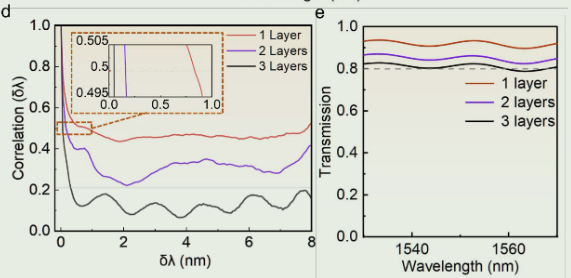 d
1.0
0.8
0.6
0.4
0.2
0.0
Correlation (δλ)
0.505
0.5
0.495
0.0 0.5 1.0
1 Layer
2 Layers
3 Layers
0 2 4 6 8
δλ (nm)
e
1.0
0.8
0.6
0.4
0.2
0.0
Transmission
1 layer
2 layers
3 layers
1540 1560
Wavelength (nm)